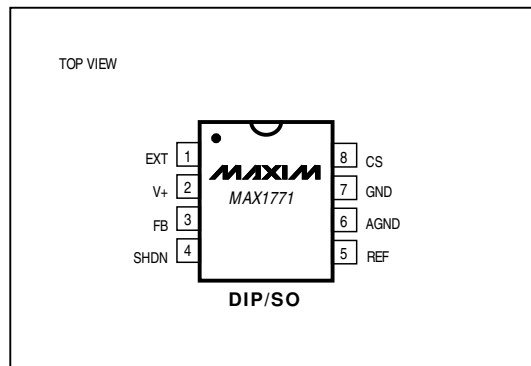 TOP VIEW
EXT 1
V+ 2
FB 3
SHDN 4
MAXIM
MAX1771
8 CS
7 GND
6 AGND
5 REF
DIP/SO